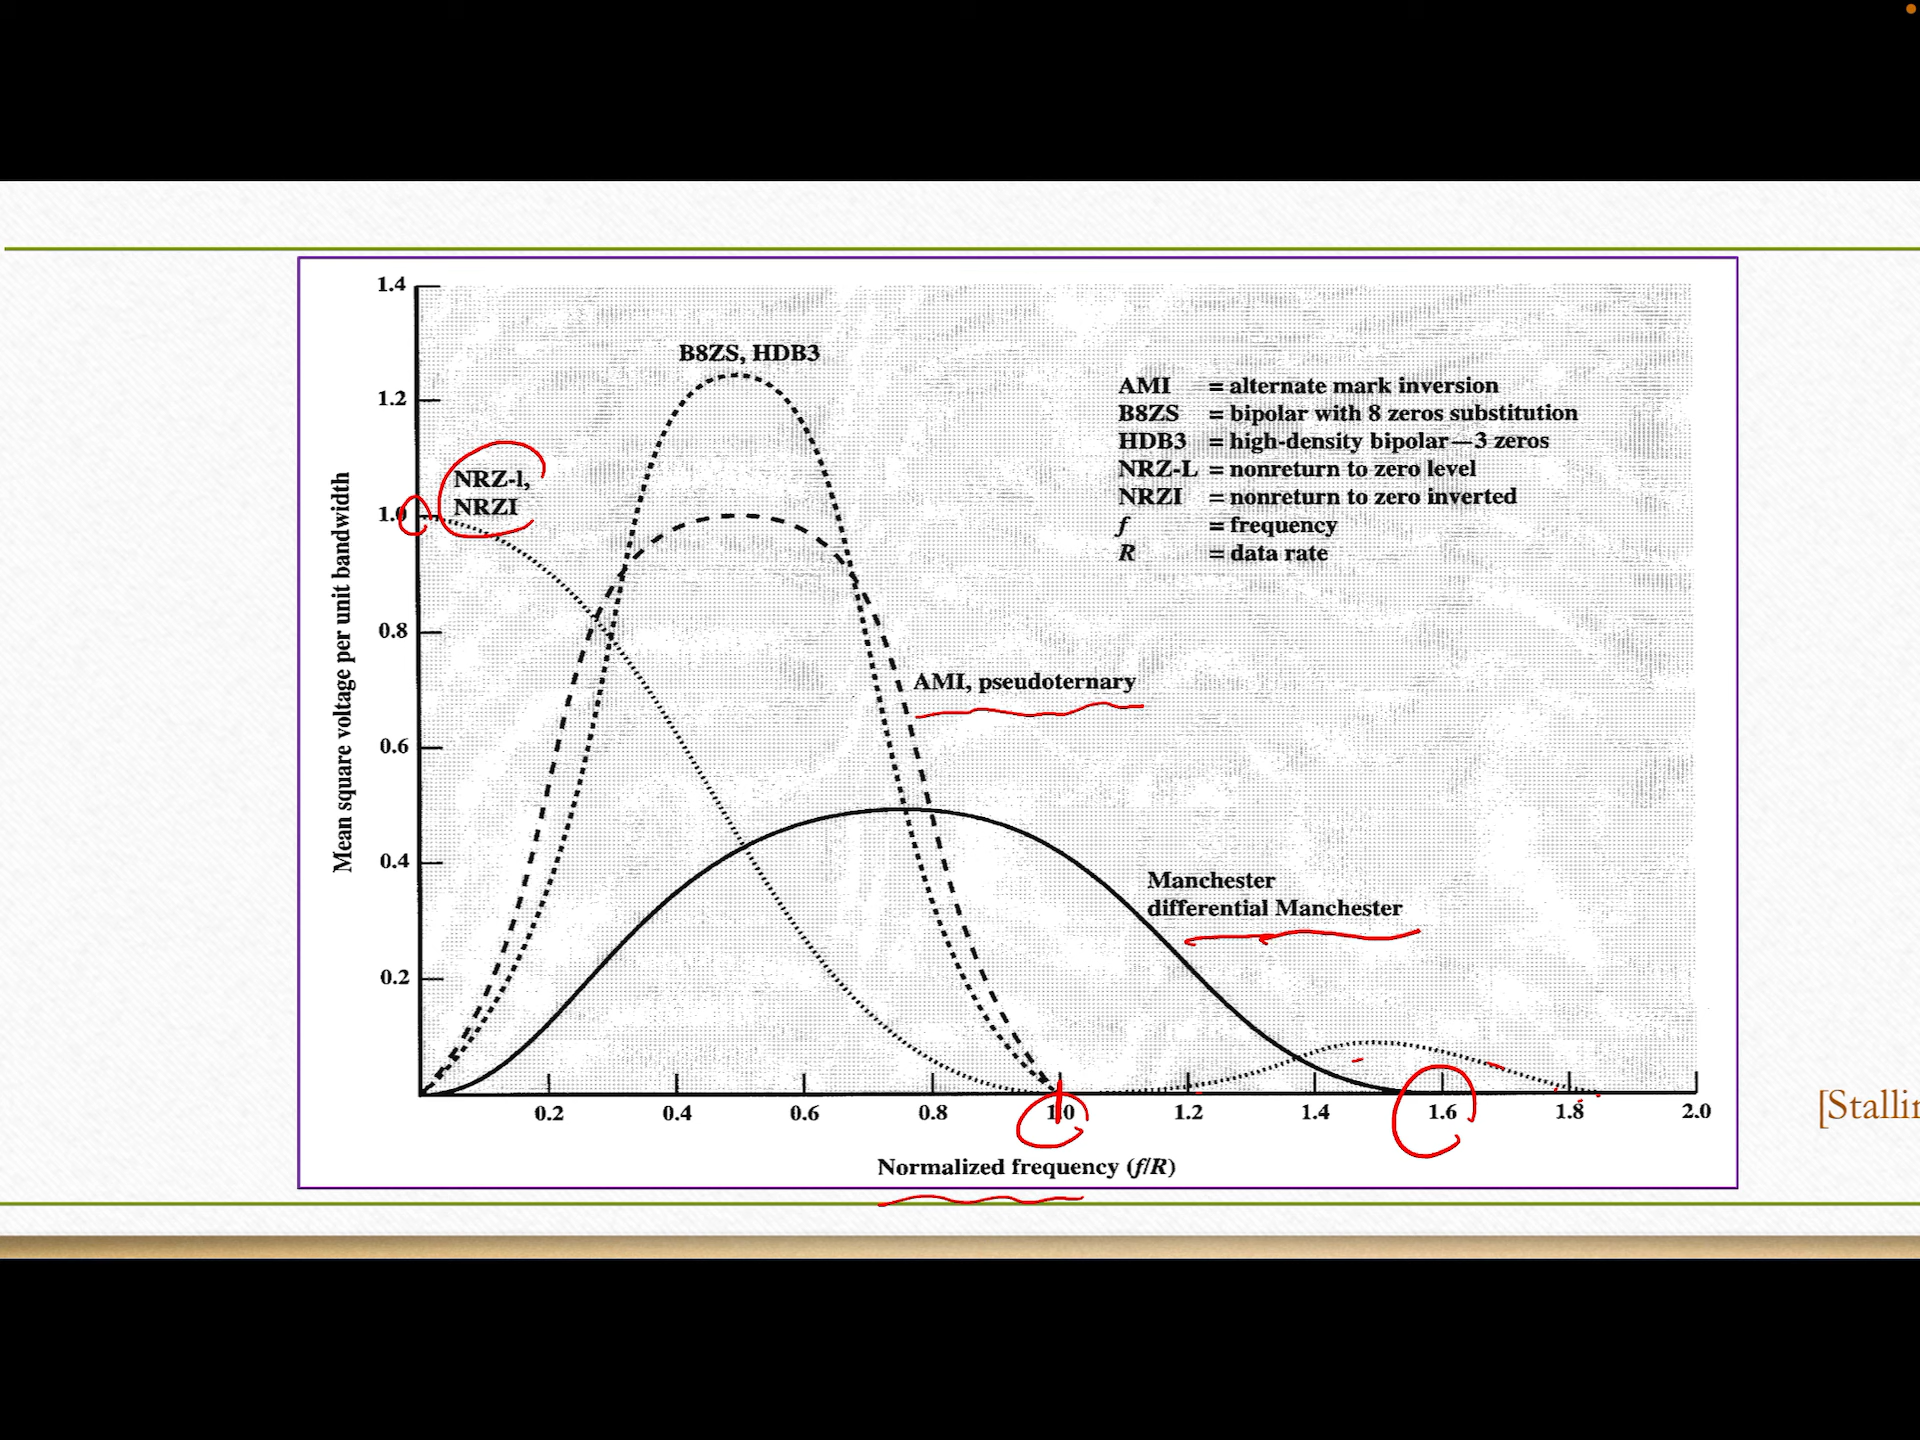 1.4
B8ZS, HDB3
1.2
AMI = alternate mark inversion
B8ZS = bipolar with 8 zeros substitution
HDB3 = high-density bipolar—3 zeros
NRZ-L = nonreturn to zero level
NRZI = nonreturn to zero inverted
f = frequency
R = data rate
NRZ-l,
NRZI
1.0
Mean square voltage per unit bandwidth
0.8
AMI, pseudoternary
0.6
0.4
Manchester
differential Manchester
0.2
0.2 0.4 0.6 0.8 1.0 1.2 1.4 1.6 1.8 2.0
Normalized frequency (f/R)